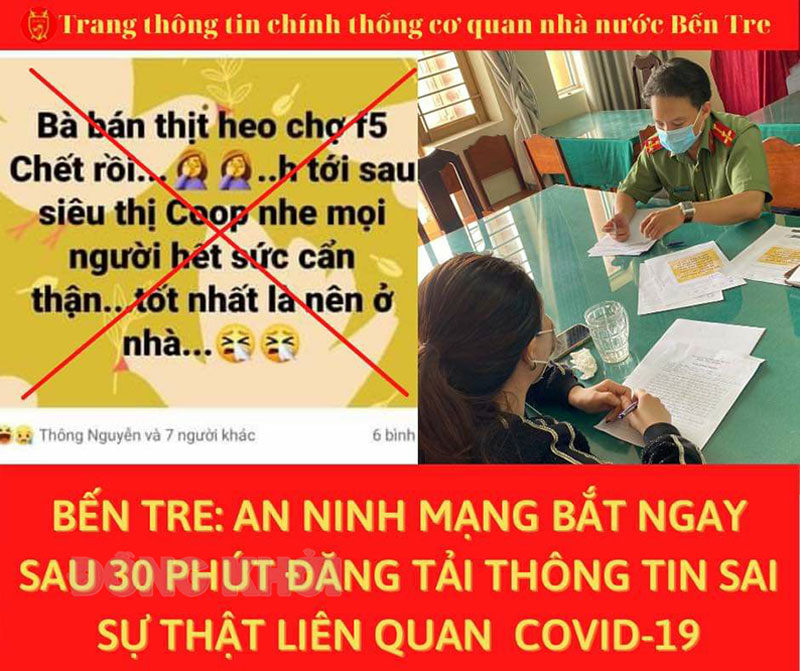 Trang thông tin chính thống cơ quan nhà nước Bến Tre
Bà bán thịt heo chợ f5
Chết rồi... 🤦‍♀️🤦‍♀️..h tới sau
siêu thị Coop nhe mọi
người hết sức cẩn
thận...tốt nhất là nên ở
nhà...🤧🤧
Thông Nguyễn và 7 người khác
6 bình
BẾN TRE: AN NINH MẠNG BẮT NGAY
SAU 30 PHÚT ĐĂNG TẢI THÔNG TIN SAI
ĐỒNG KHỞI
SỰ THẬT LIÊN QUAN COVID-19